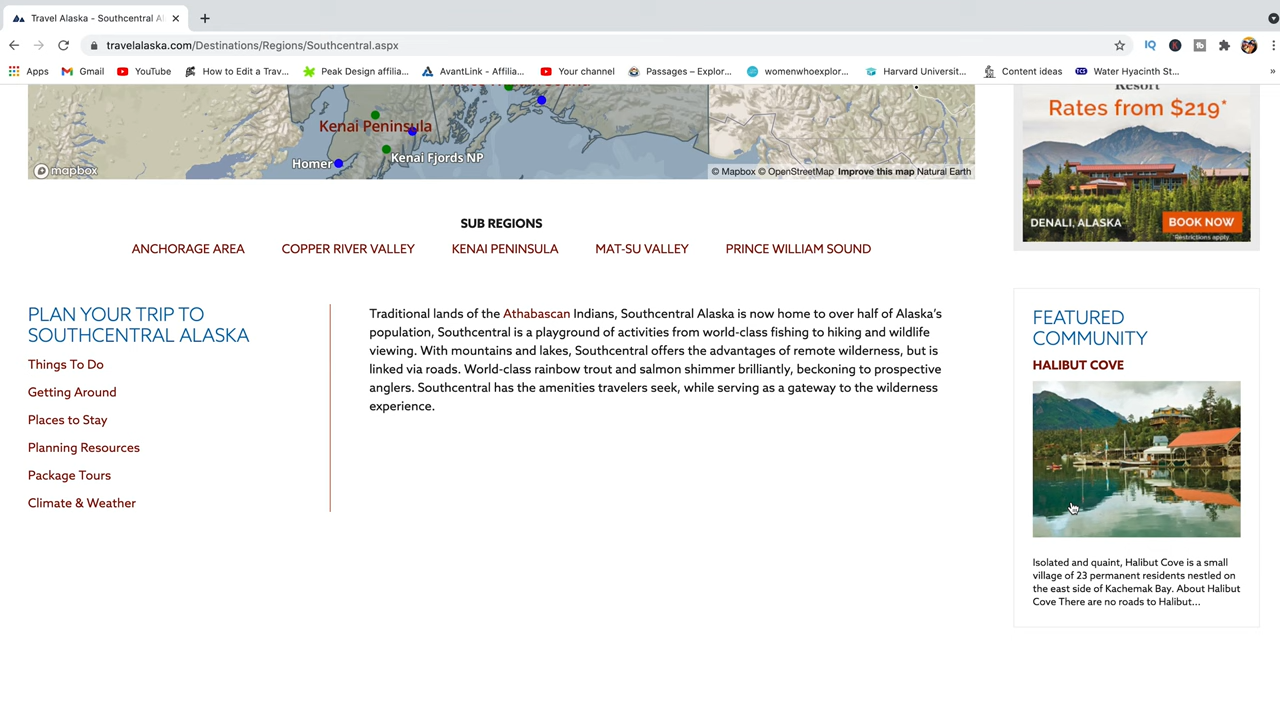 Travel Alaska - Southcentral Al
travelalaska.com/Destinations/Regions/Southcentral.aspx
IQ
Apps
Gmail
YouTube
How to Edit a Trav...
Peak Design affilia...
AvantLink - Affilia...
Your channel
Passages – Explor...
womenwhoexplor...
Harvard Universit...
Content ideas
Water Hyacinth St...
»
Kenai Peninsula
Homer
Kenai Fjords NP
mapbox
© Mapbox © OpenStreetMap Improve this map Natural Earth
Resort
Rates from $219*
DENALI, ALASKA
BOOK NOW
*Restrictions apply.
SUB REGIONS
ANCHORAGE AREA
COPPER RIVER VALLEY
KENAI PENINSULA
MAT-SU VALLEY
PRINCE WILLIAM SOUND
PLAN YOUR TRIP TO
SOUTHCENTRAL ALASKA
Things To Do
Getting Around
Places to Stay
Planning Resources
Package Tours
Climate & Weather
Traditional lands of the Athabascan Indians, Southcentral Alaska is now home to over half of Alaska's
population, Southcentral is a playground of activities from world-class fishing to hiking and wildlife
viewing. With mountains and lakes, Southcentral offers the advantages of remote wilderness, but is
linked via roads. World-class rainbow trout and salmon shimmer brilliantly, beckoning to prospective
anglers. Southcentral has the amenities travelers seek, while serving as a gateway to the wilderness
experience.
FEATURED
COMMUNITY
HALIBUT COVE
Isolated and quaint, Halibut Cove is a small
village of 23 permanent residents nestled on
the east side of Kachemak Bay. About Halibut
Cove There are no roads to Halibut...